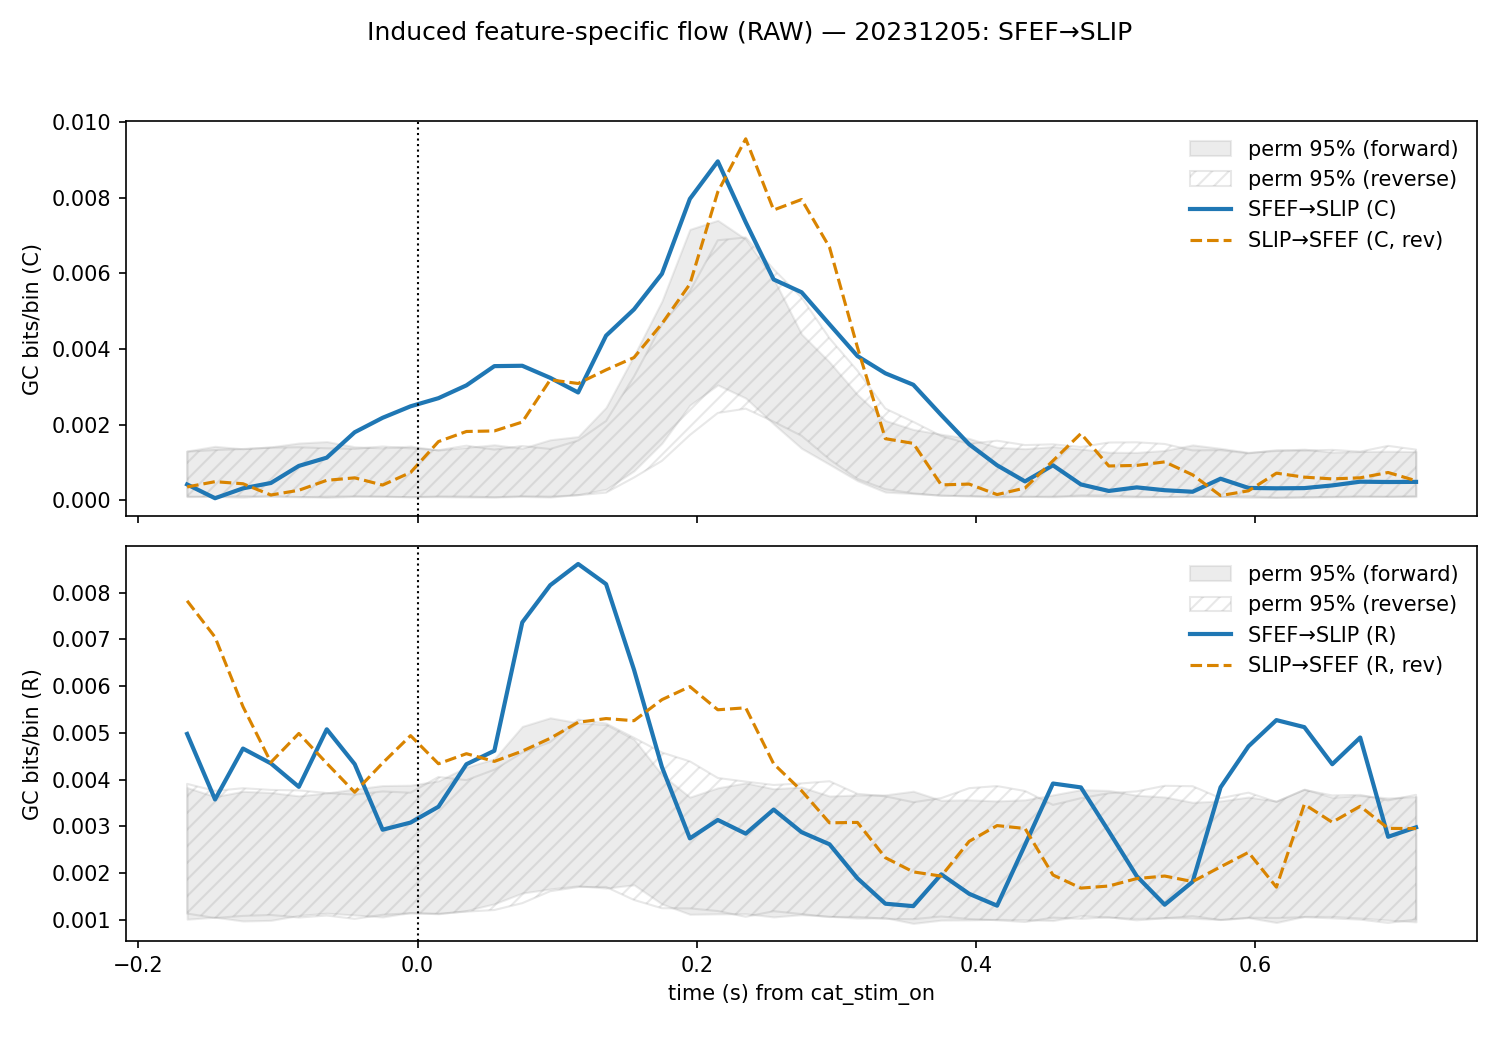 Induced feature-specific flow (RAW) — 20231205: SFEF→SLIP
0.010
0.008
0.006
0.004
0.002
0.000
GC bits/bin (C)
perm 95% (forward)
perm 95% (reverse)
SFEF→SLIP (C)
SLIP→SFEF (C, rev)
0.008
0.007
0.006
0.005
0.004
0.003
0.002
0.001
GC bits/bin (R)
perm 95% (forward)
perm 95% (reverse)
SFEF→SLIP (R)
SLIP→SFEF (R, rev)
−0.2 0.0 0.2 0.4 0.6
time (s) from cat_stim_on